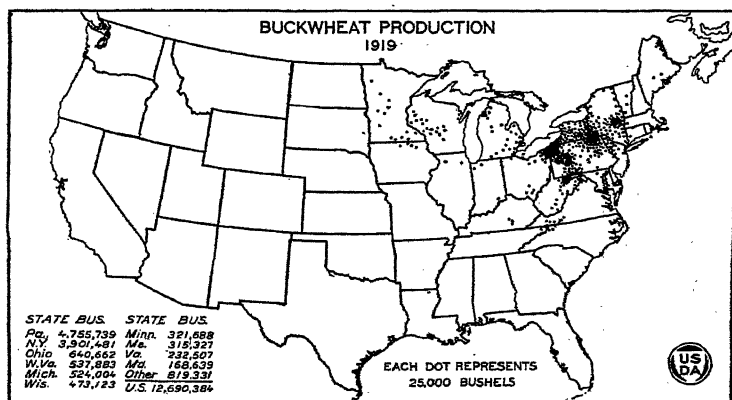 BUCKWHEAT PRODUCTION
1919
STATE BUS. STATE BUS.
Pa. 4,755,739 Minn. 321,688
N.Y. 3,901,481 Me. 315,327
Ohio 640,662 Va. 232,507
W.Va. 537,883 Md. 168,639
Mich. 524,004 Other 819,331
Wis. 473,123 U.S. 12,690,384
EACH DOT REPRESENTS
25,000 BUSHELS
US
DA